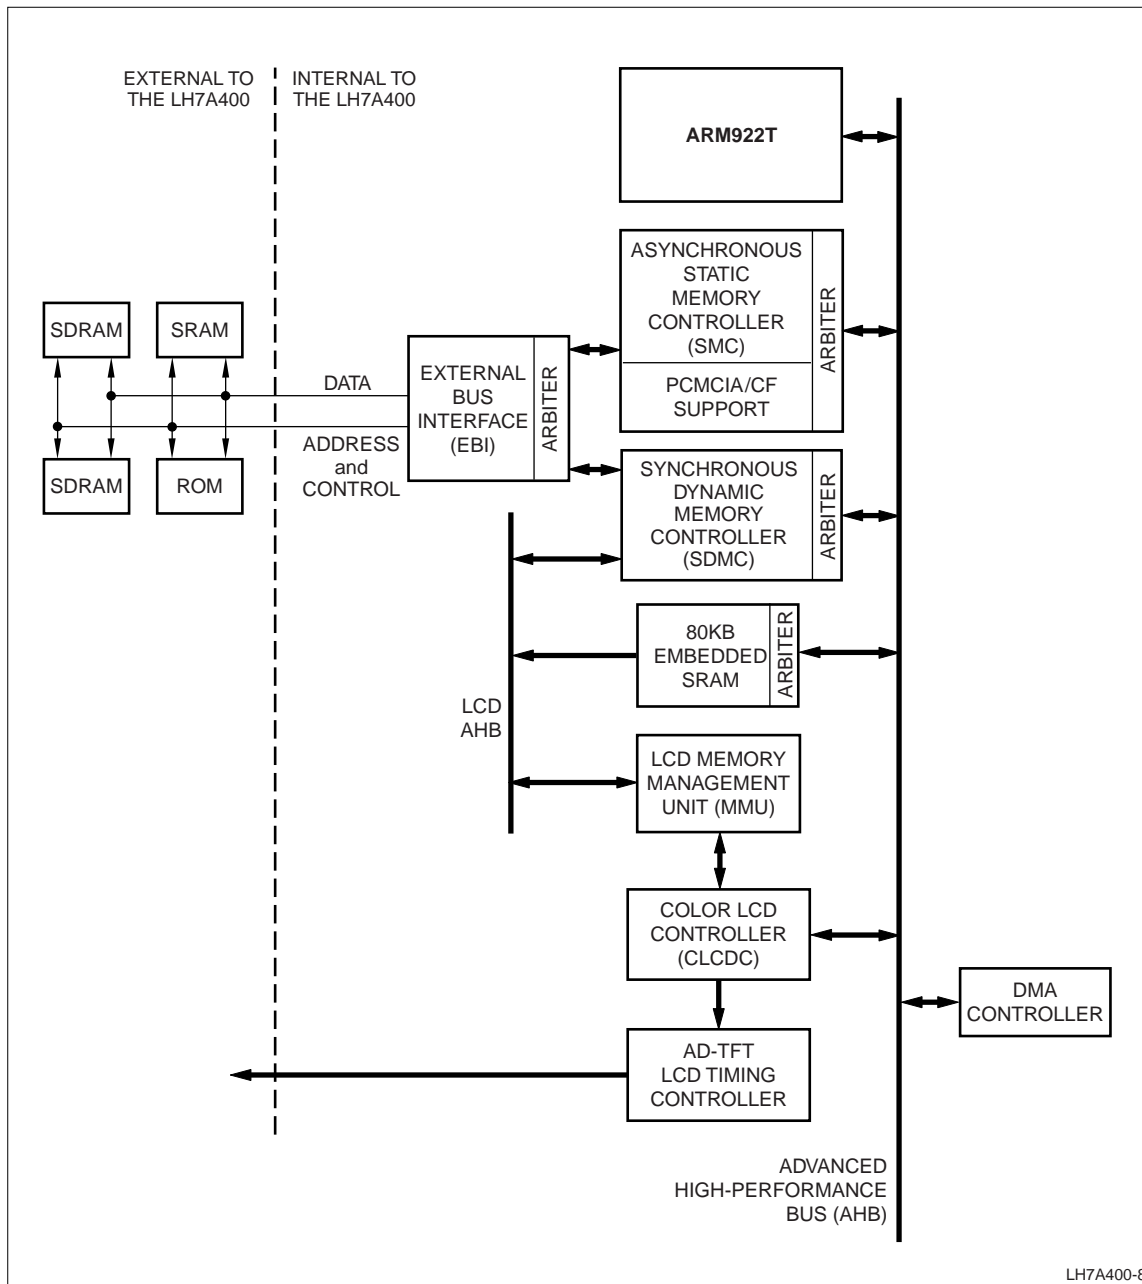 EXTERNAL TO
THE LH7A400
INTERNAL TO
THE LH7A400
ARM922T
ASYNCHRONOUS
STATIC
MEMORY
CONTROLLER
(SMC)
PCMCIA/CF
SUPPORT
ARBITER
SDRAM
SRAM
SDRAM
ROM
DATA
ADDRESS
and
CONTROL
EXTERNAL
BUS
INTERFACE
(EBI)
ARBITER
SYNCHRONOUS
DYNAMIC
MEMORY
CONTROLLER
(SDMC)
ARBITER
80KB
EMBEDDED
SRAM
ARBITER
LCD
AHB
LCD MEMORY
MANAGEMENT
UNIT (MMU)
COLOR LCD
CONTROLLER
(CLCDC)
DMA
CONTROLLER
AD-TFT
LCD TIMING
CONTROLLER
ADVANCED
HIGH-PERFORMANCE
BUS (AHB)
LH7A400-8